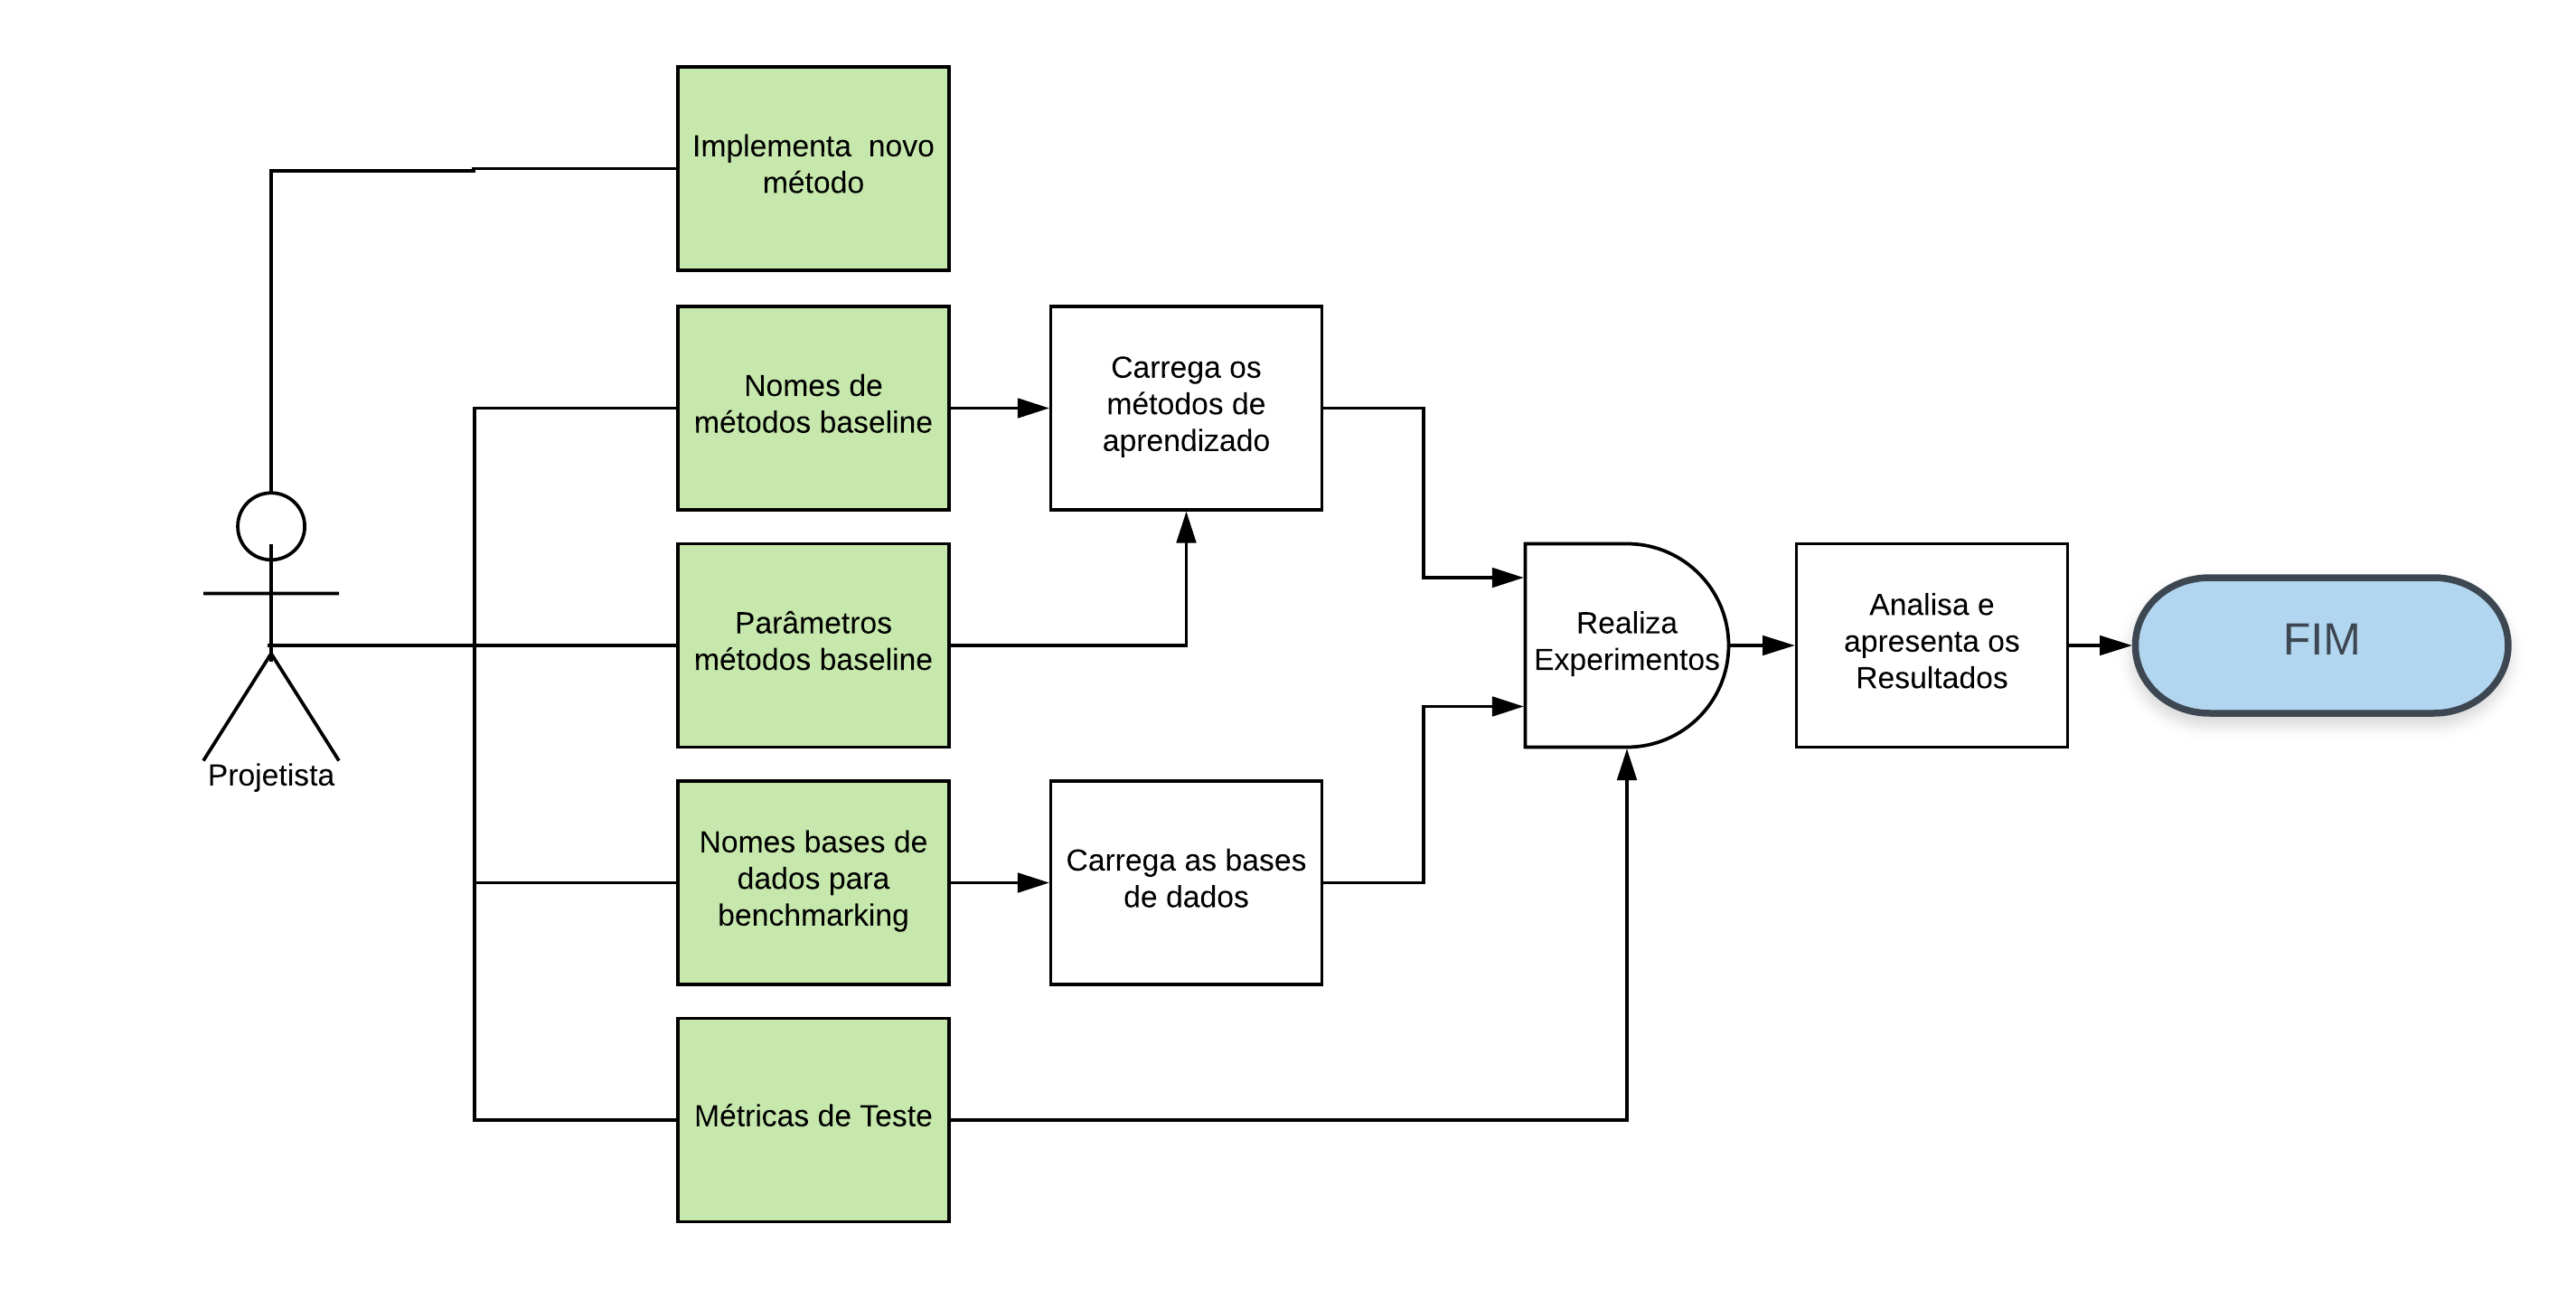 Implementa  novo
método
Nomes de
métodos baseline
Carrega os
métodos de
aprendizado
Projetista
Parâmetros
métodos baseline
Realiza
Experimentos
Analisa e
apresenta os
Resultados
FIM
Nomes bases de
dados para
benchmarking
Carrega as bases
de dados
Métricas de Teste